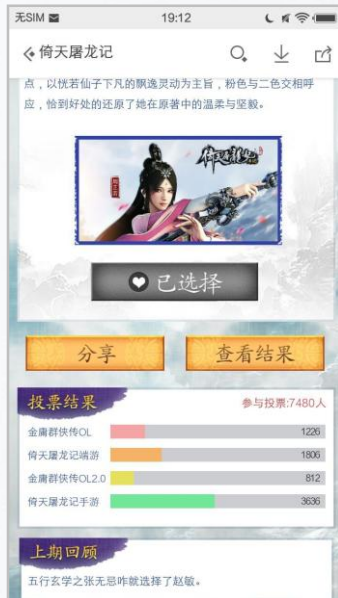 无SIM
19:12
倚天屠龙记
点，以恍若仙子下凡的飘逸灵动为主旨，粉色与二色交相呼
应，恰到好处的还原了她在原著中的温柔与坚毅。
已选择
分享
查看结果
投票结果
参与投票:7480人
金庸群侠传OL
1226
倚天屠龙记端游
1806
金庸群侠传OL2.0
812
倚天屠龙记手游
3636
上期回顾
五行玄学之张无忌咋就选择了赵敏。